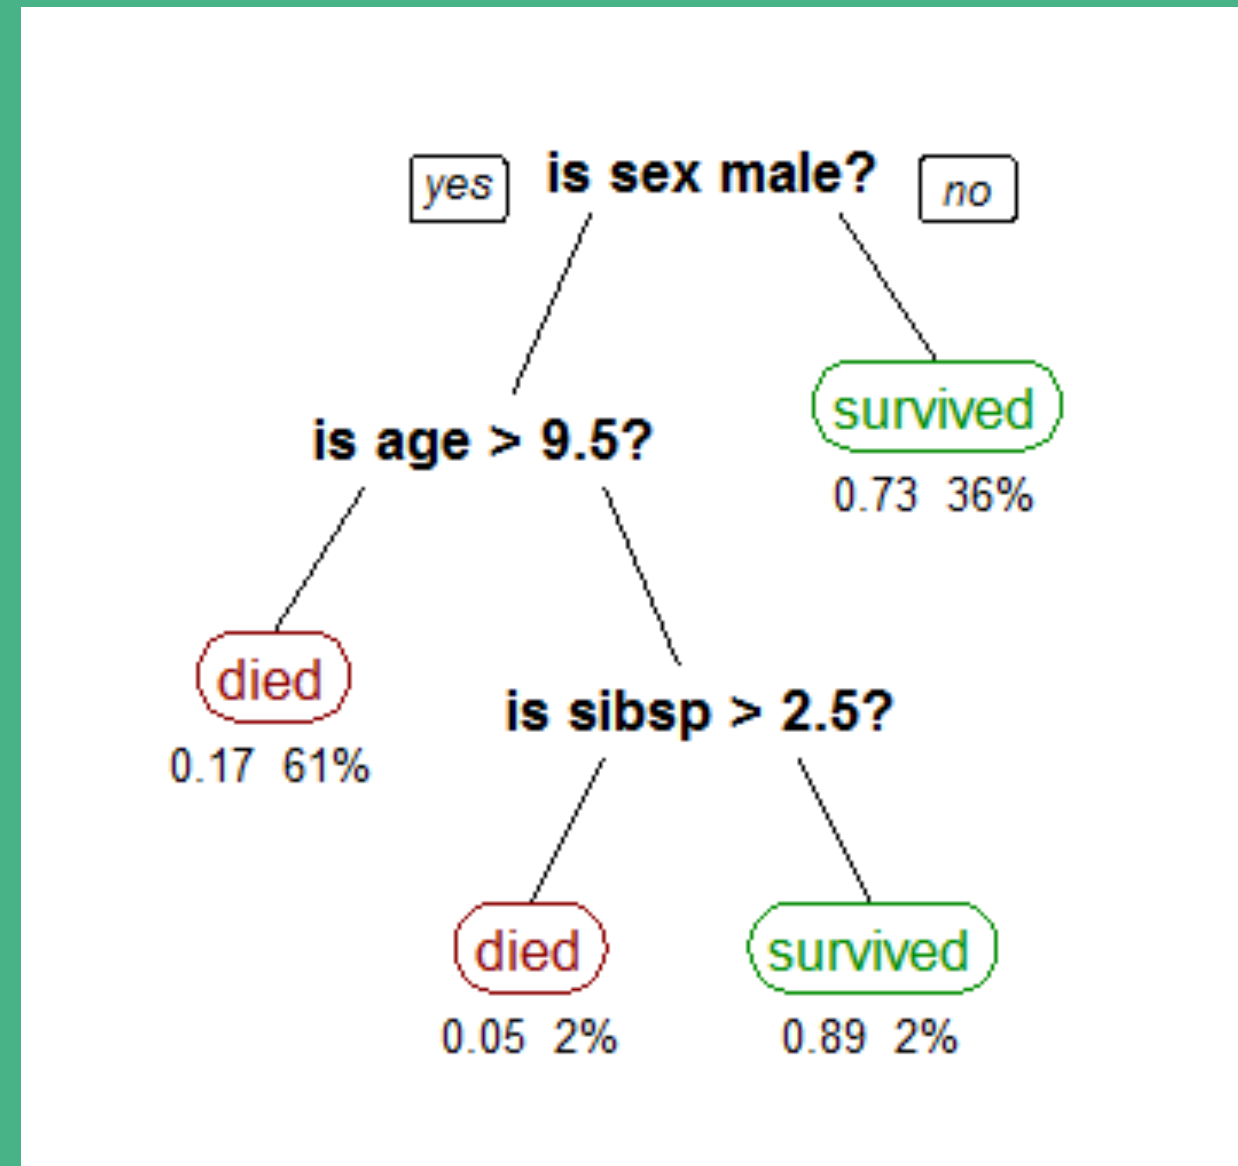 yes is sex male? no
survived
is age > 9.5?
0.73 36%
died
is sibsp > 2.5?
0.17 61%
died survived
0.05 2% 0.89 2%